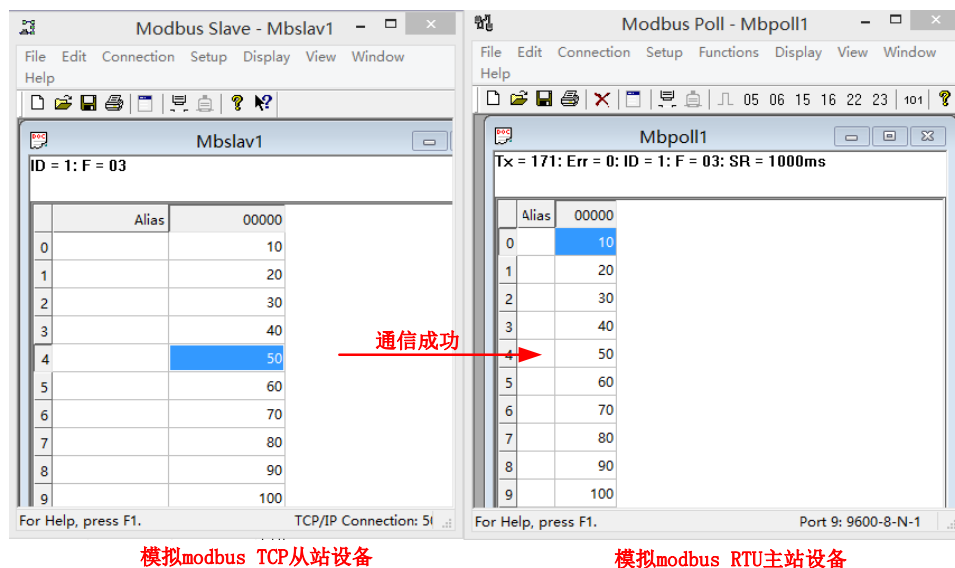 Modbus Slave - Mbslav1
File Edit Connection Setup Display View Window
Help
Mbslav1
ID = 1: F = 03
Alias 00000
0 10
1 20
2 30
3 40
4 50
5 60
6 70
7 80
8 90
9 100
For Help, press F1. TCP/IP Connection:
模拟modbus TCP从站设备
通信成功
Modbus Poll - Mbpoll1
File Edit Connection Setup Functions Display View Window
Help
05 06 15 16 22 23 101
Mbpoll1
Tx = 171: Err = 0: ID = 1: F = 03: SR = 1000ms
Alias 00000
0 10
1 20
2 30
3 40
4 50
5 60
6 70
7 80
8 90
9 100
For Help, press F1. Port 9: 9600-8-N-1
模拟modbus RTU主站设备